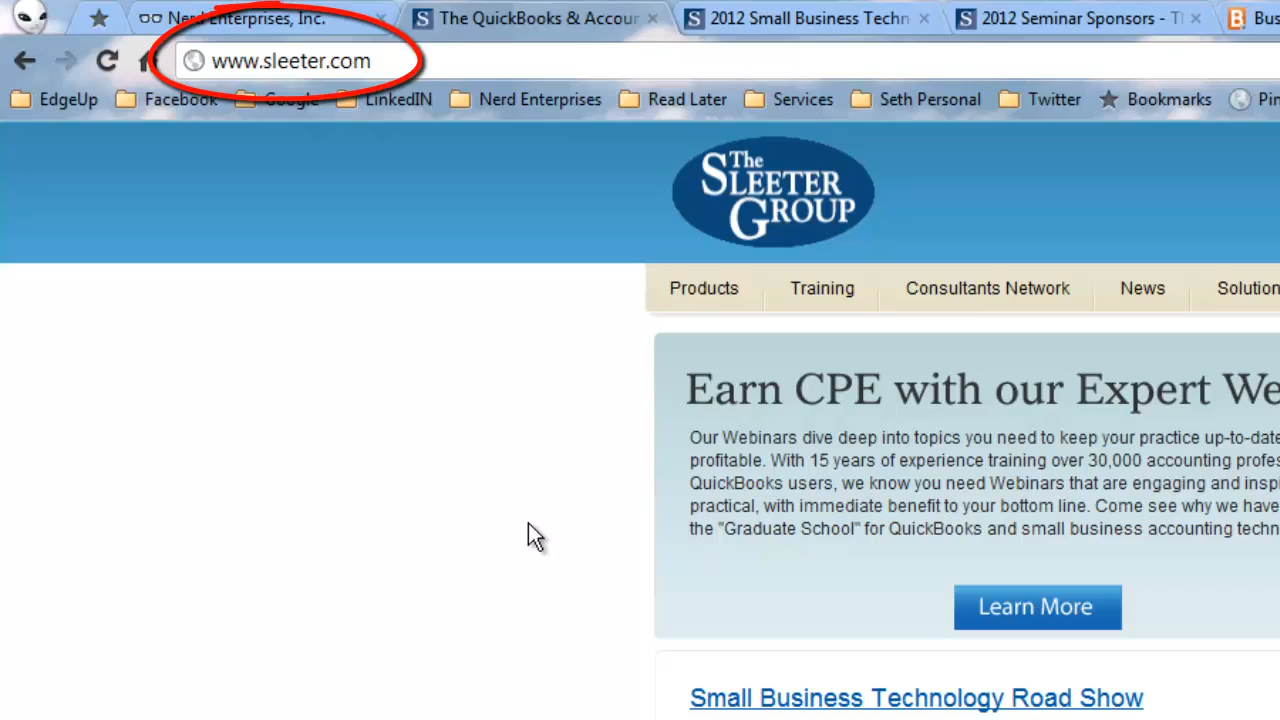 Nerd Enterprises, Inc.
The QuickBooks & Accour
2012 Small Business Techn
2012 Seminar Sponsors - Tl
Bus
www.sleeter.com
EdgeUp
Facebook
Google
LinkedIN
Nerd Enterprises
Read Later
Services
Seth Personal
Twitter
Bookmarks
Pin
The
SLEETER
GROUP
Products
Training
Consultants Network
News
Solution
Earn CPE with our Expert We
Our Webinars dive deep into topics you need to keep your practice up-to-date
profitable. With 15 years of experience training over 30,000 accounting profes
QuickBooks users, we know you need Webinars that are engaging and inspi
practical, with immediate benefit to your bottom line. Come see why we have
the "Graduate School" for QuickBooks and small business accounting techn
Learn More
Small Business Technology Road Show